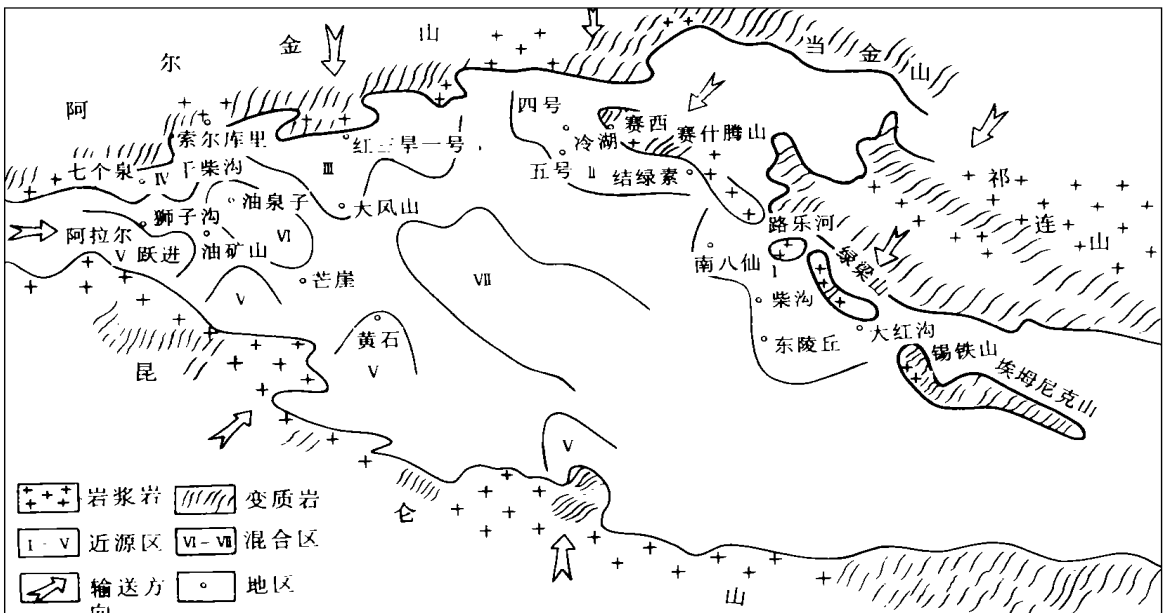 阿尔金山
当金山
四号
赛西
赛什腾山
冷湖
索尔库里
红三旱一号
七个泉
干柴沟
Ⅳ
Ⅲ
五号
Ⅱ
结绿素
祁连山
狮子沟
油泉子
大风山
阿拉尔
Ⅴ
跃进
油矿山
Ⅵ
路乐河
南八仙
Ⅰ
绿梁山
芒崖
Ⅶ
柴沟
Ⅴ
黄石
Ⅴ
东陵丘
大红沟
锡铁山
埃姆尼克山
昆仑山
Ⅴ
岩浆岩
变质岩
Ⅰ-Ⅴ 近源区
Ⅵ-Ⅶ 混合区
输送方向
地区